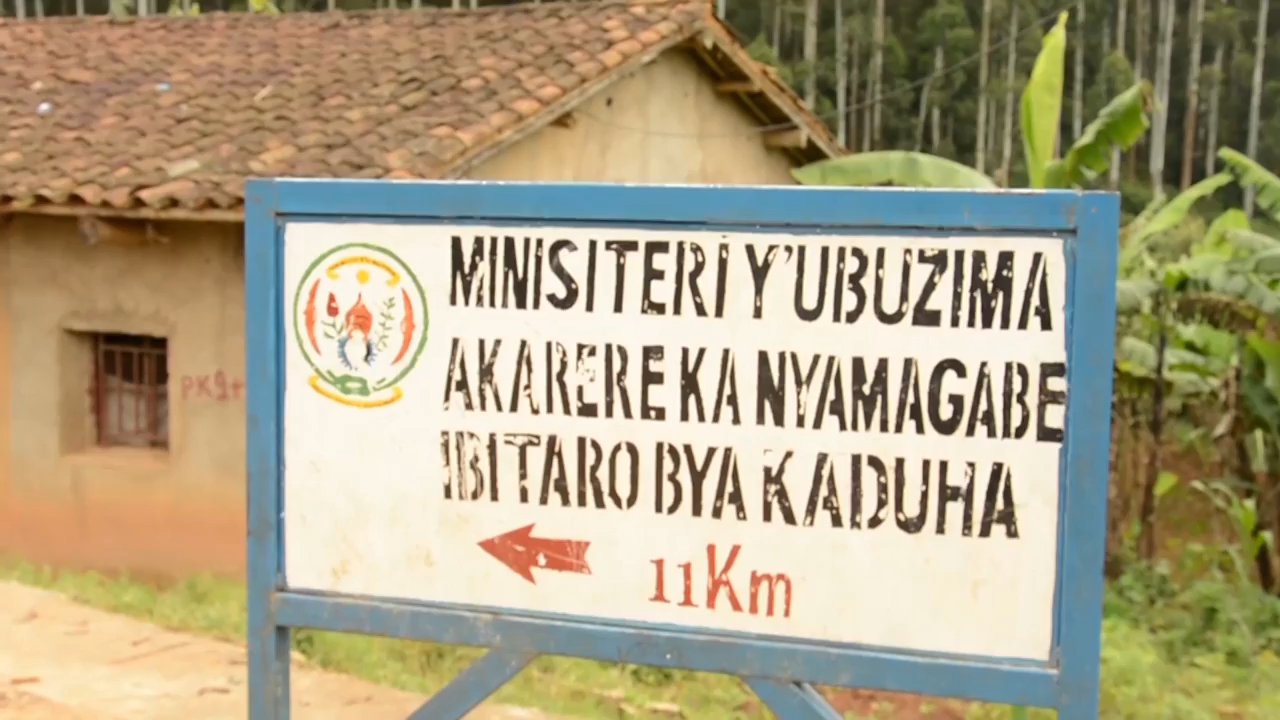 MINISITERI Y'UBUZIMA
AKARERE KA NYAMAGABE
IBITARO BYA KADUHA
11Km